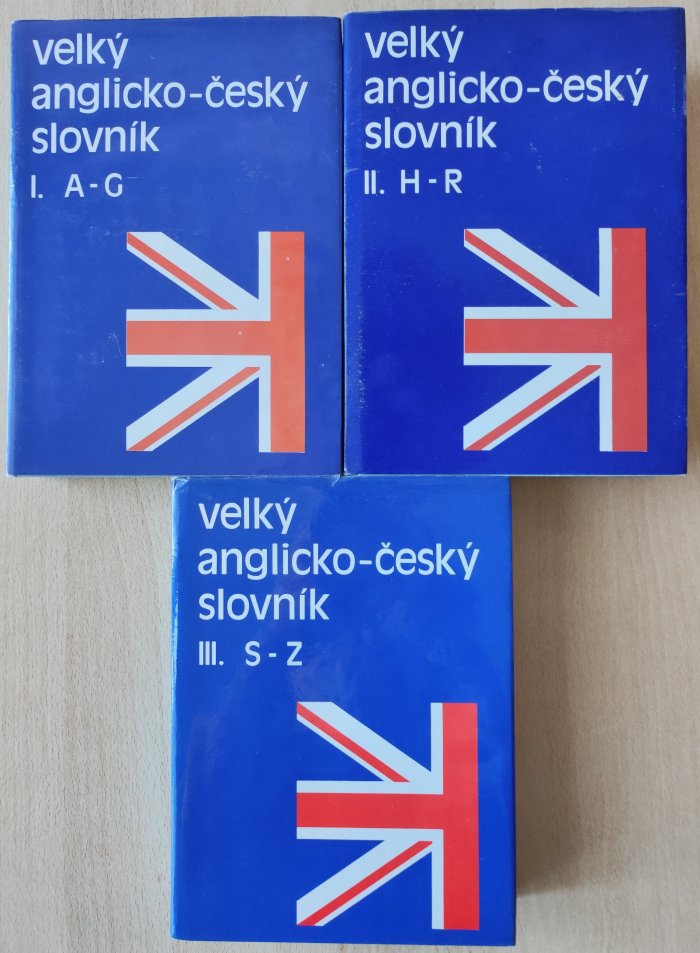 velký
anglicko-český
slovník
I. A-G
velký
anglicko-český
slovník
II. H-R
velký
anglicko-český
slovník
III. S-Z